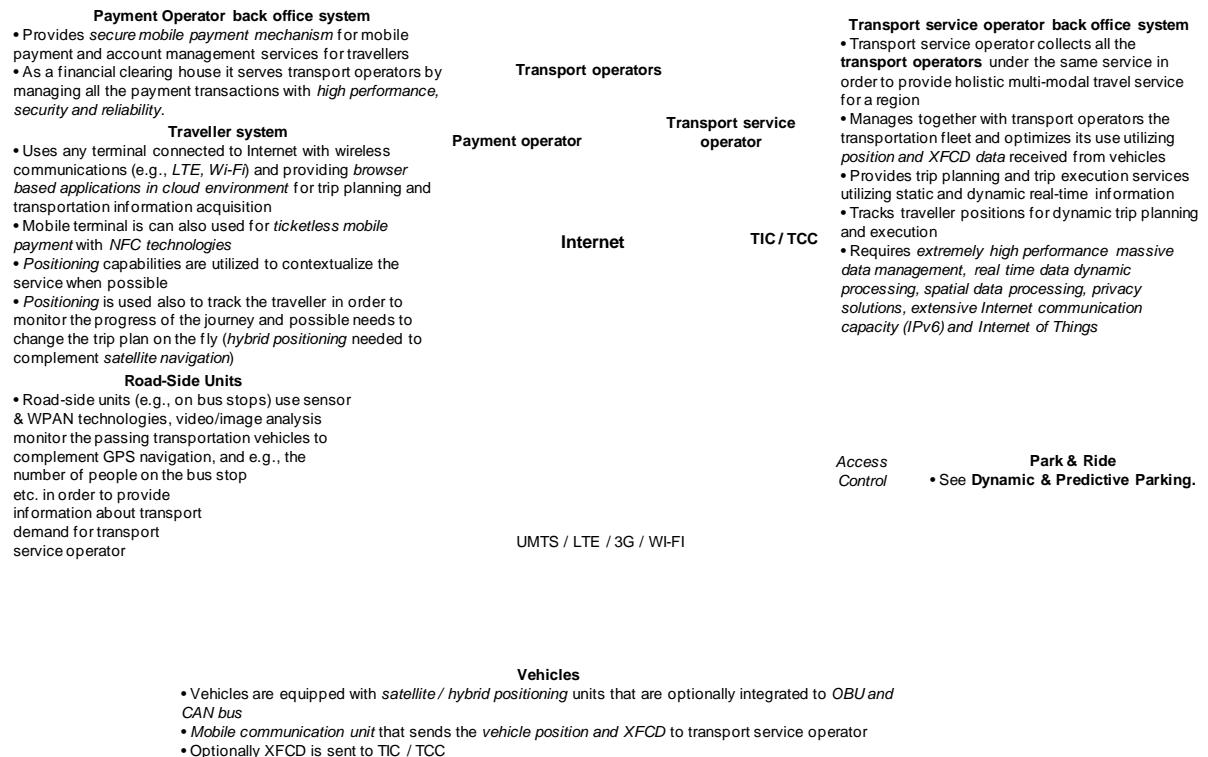 Payment Operator back office system
• Provides secure mobile payment mechanism for mobile
payment and account management services for travellers
• As a financial clearing house it serves transport operators by
managing all the payment transactions with high performance,
security and reliability.
Traveller system
• Uses any terminal connected to Internet with wireless
communications (e.g., LTE, Wi-Fi) and providing browser
based applications in cloud environment for trip planning and
transportation information acquisition
• Mobile terminal is can also used for ticketless mobile
payment with NFC technologies
• Positioning capabilities are utilized to contextualize the
service when possible
• Positioning is used also to track the traveller in order to
monitor the progress of the journey and possible needs to
change the trip plan on the fly (hybrid positioning needed to
complement satellite navigation)
Road-Side Units
• Road-side units (e.g., on bus stops) use sensor
& WPAN technologies, video/image analysis
monitor the passing transportation vehicles to
complement GPS navigation, and e.g., the
number of people on the bus stop
etc. in order to provide
information about transport
demand for transport
service operator
Transport operators
Payment operator
Transport service
operator
Internet
TIC / TCC
UMTS / LTE / 3G / WI-FI
Transport service operator back office system
• Transport service operator collects all the
transport operators under the same service in
order to provide holistic multi-modal travel service
for a region
• Manages together with transport operators the
transportation fleet and optimizes its use utilizing
position and XFCD data received from vehicles
• Provides trip planning and trip execution services
utilizing static and dynamic real-time information
• Tracks traveller positions for dynamic trip planning
and execution
• Requires extremely high performance massive
data management, real time data dynamic
processing, spatial data processing, privacy
solutions, extensive Internet communication
capacity (IPv6) and Internet of Things
Access
Control
Park & Ride
• See Dynamic & Predictive Parking.
Vehicles
• Vehicles are equipped with satellite / hybrid positioning units that are optionally integrated to OBU and
CAN bus
• Mobile communication unit that sends the vehicle position and XFCD to transport service operator
• Optionally XFCD is sent to TIC / TCC